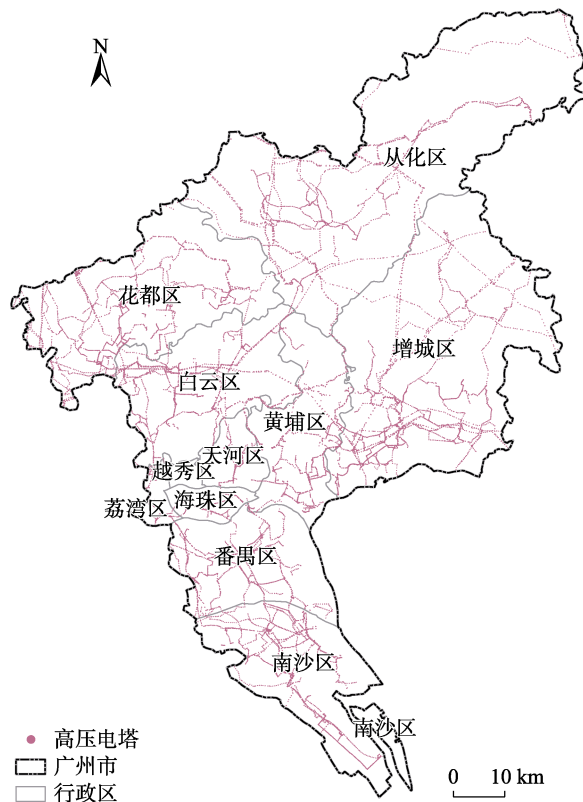 N
从化区
花都区
增城区
白云区
黄埔区
天河区
越秀区
海珠区
荔湾区
番禺区
南沙区
南沙区
高压电塔
广州市
行政区
0 10 km